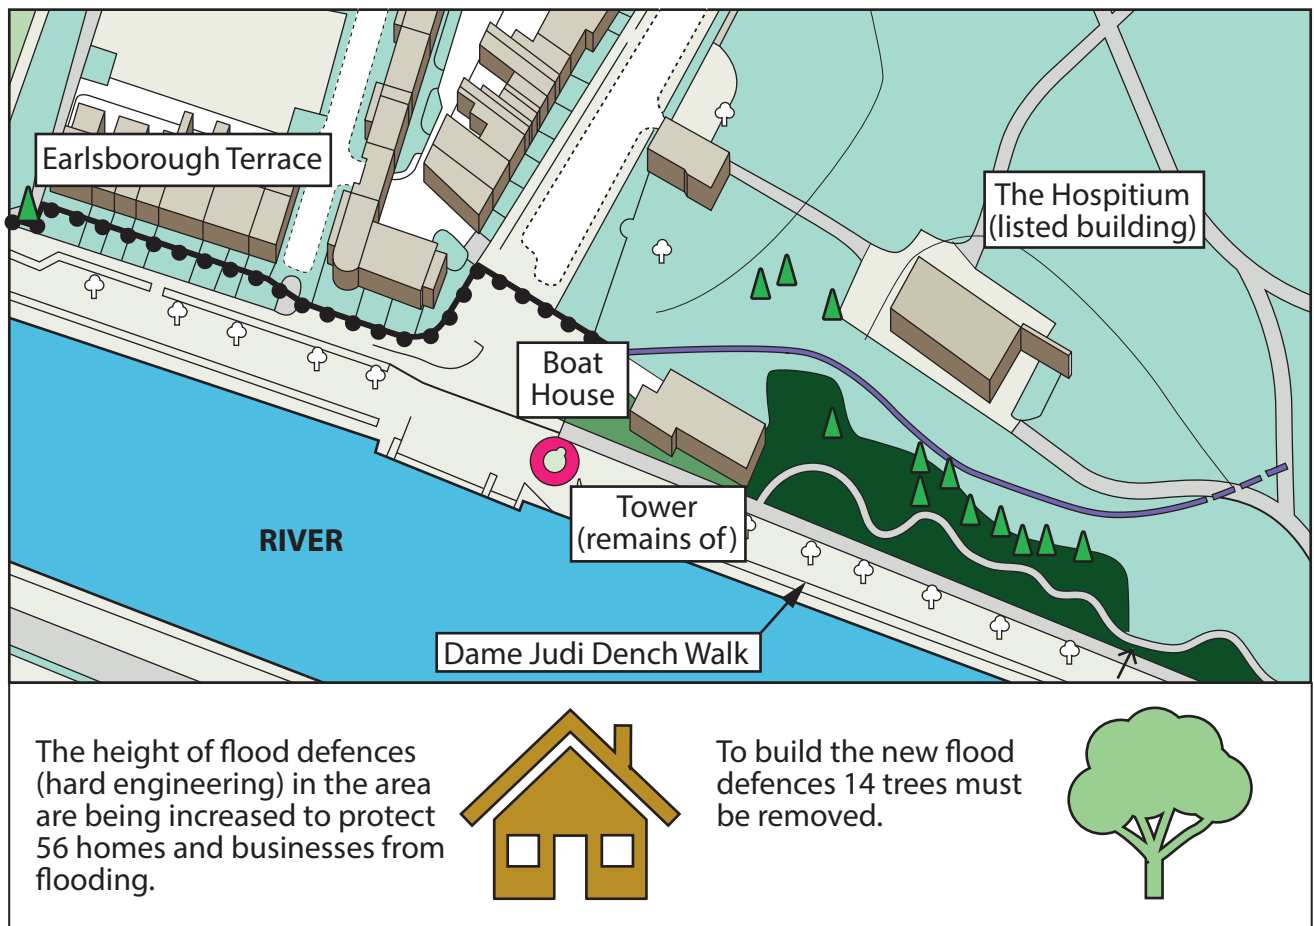 Earlsborough Terrace
The Hospitium
(listed building)
Boat
House
Tower
(remains of)
RIVER
Dame Judi Dench Walk
The height of flood defences
(hard engineering) in the area
are being increased to protect
56 homes and businesses from
flooding.
To build the new flood
defences 14 trees must
be removed.